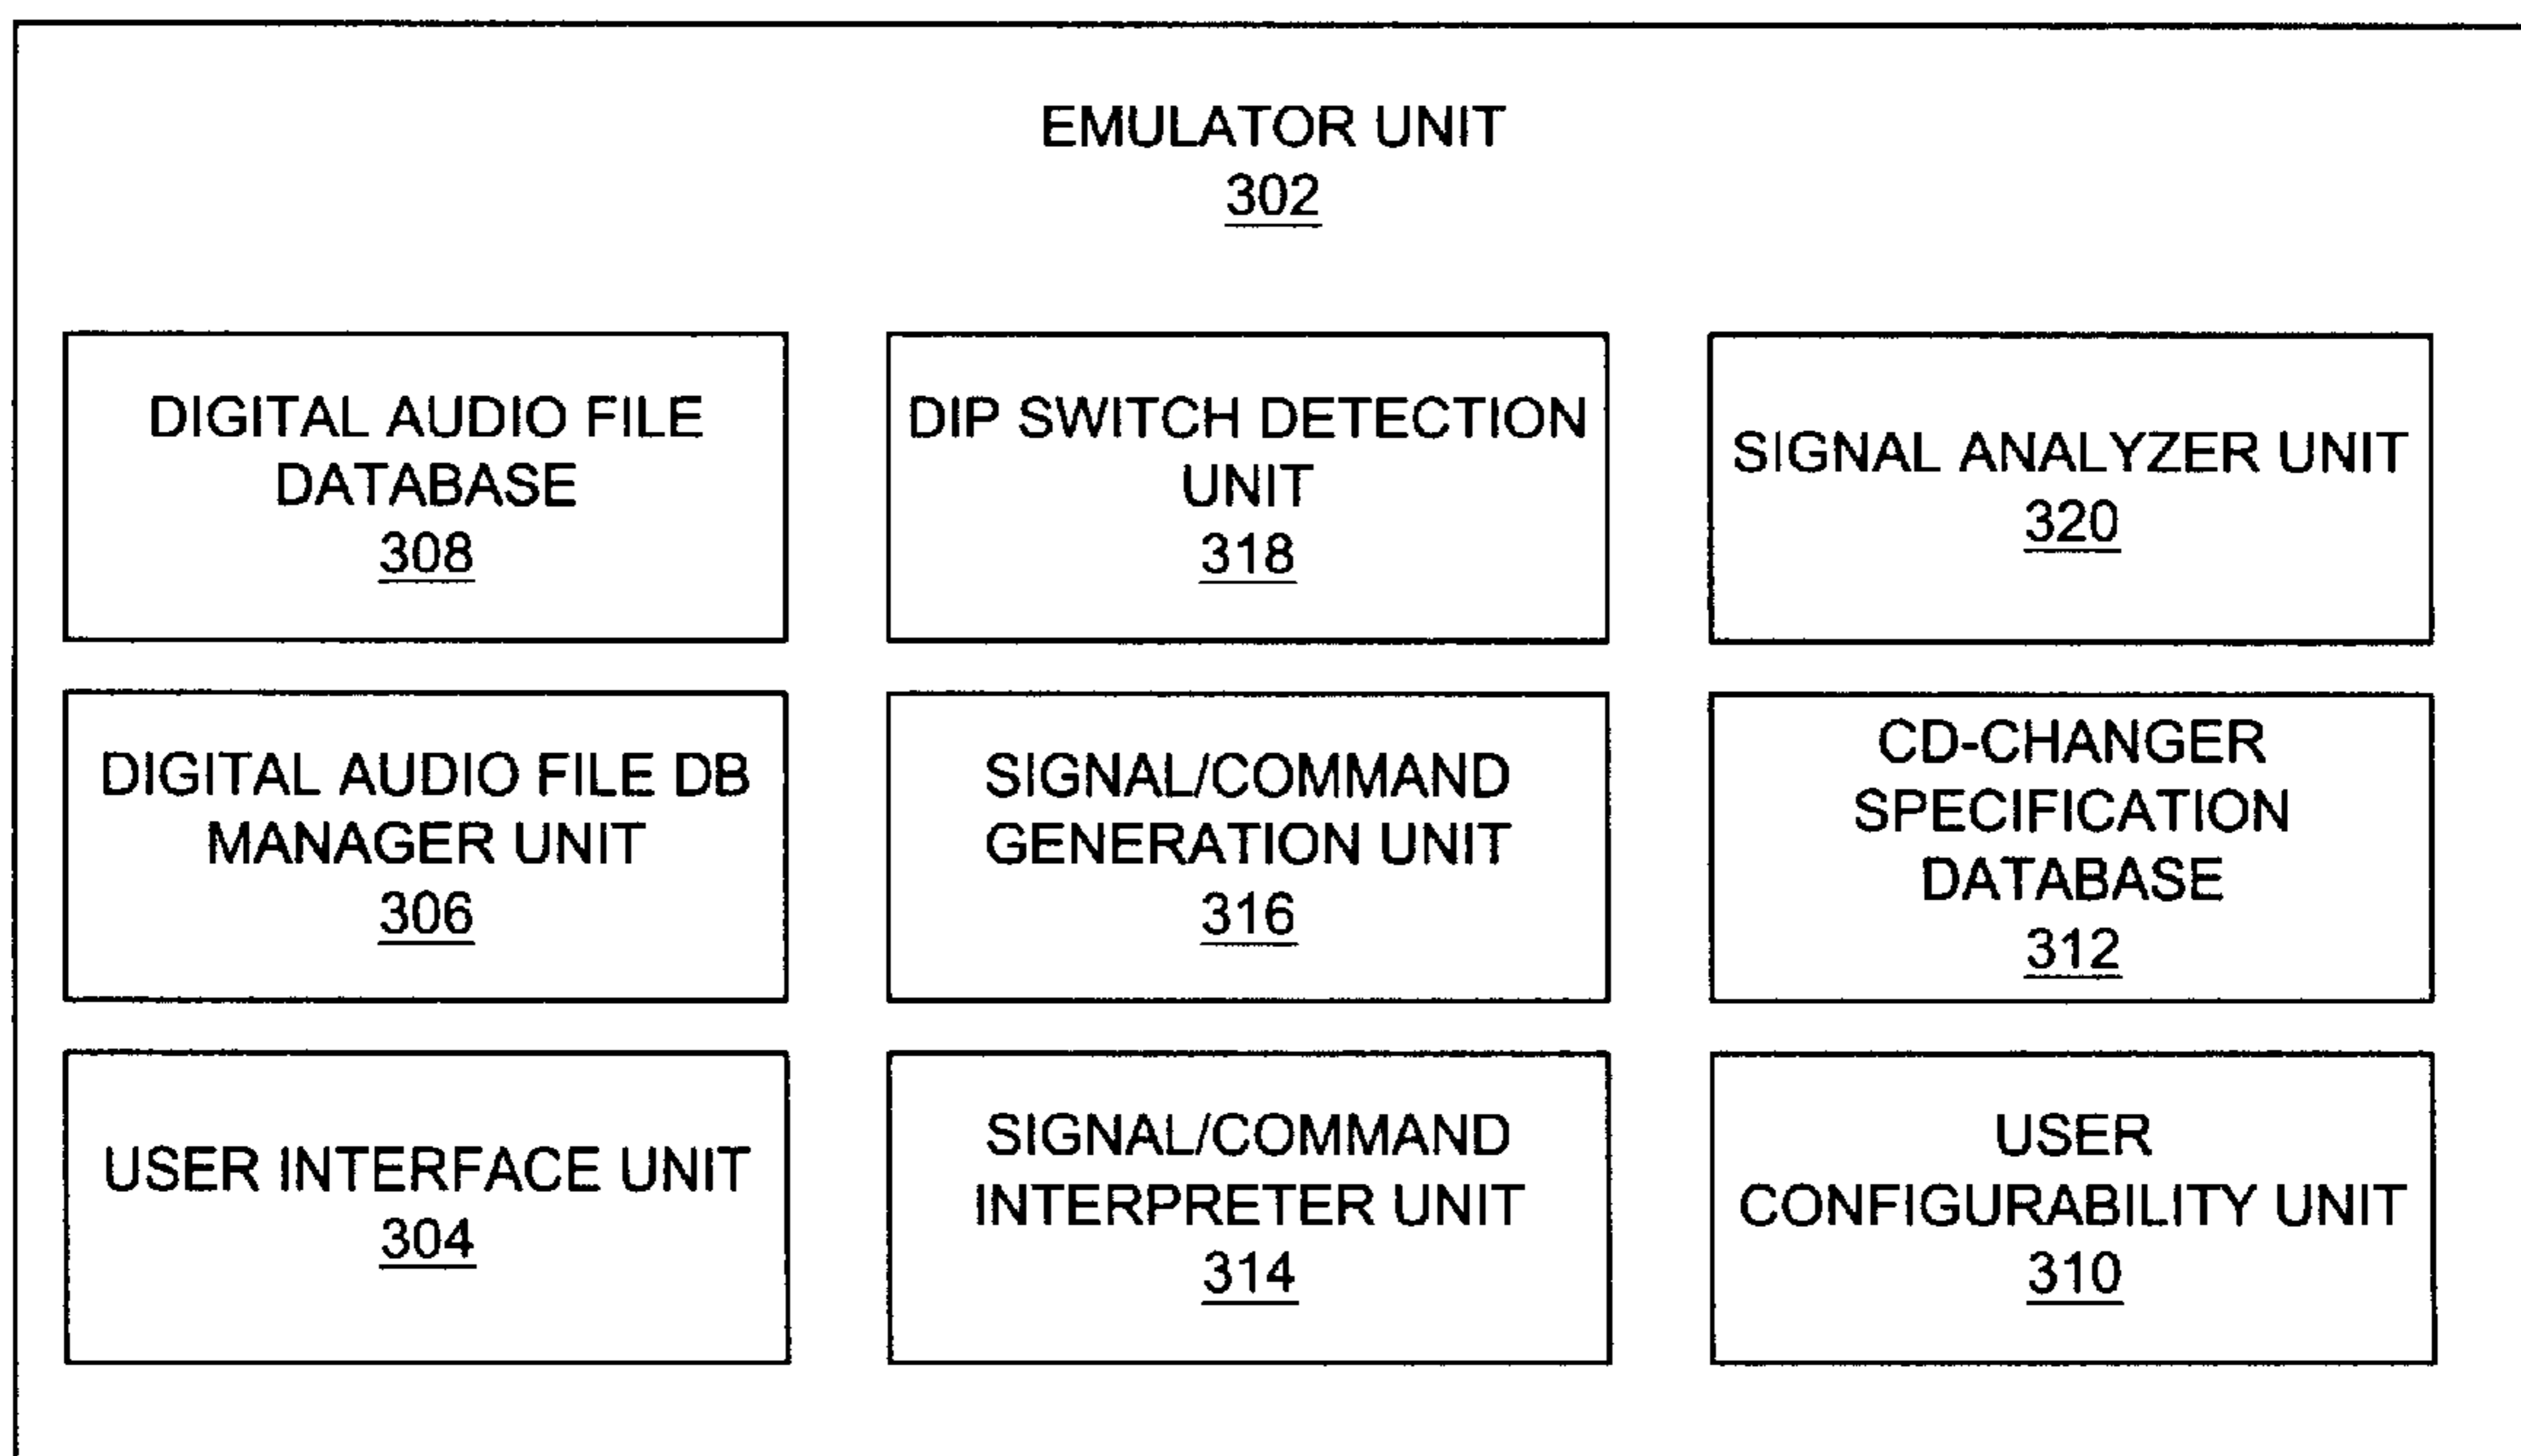 EMULATOR UNIT
302
DIGITAL AUDIO FILE
DATABASE
308
DIP SWITCH DETECTION
UNIT
318
SIGNAL ANALYZER UNIT
320
DIGITAL AUDIO FILE DB
MANAGER UNIT
306
SIGNAL/COMMAND
GENERATION UNIT
316
CD-CHANGER
SPECIFICATION
DATABASE
312
USER INTERFACE UNIT
304
SIGNAL/COMMAND
INTERPRETER UNIT
314
USER
CONFIGURABILITY UNIT
310